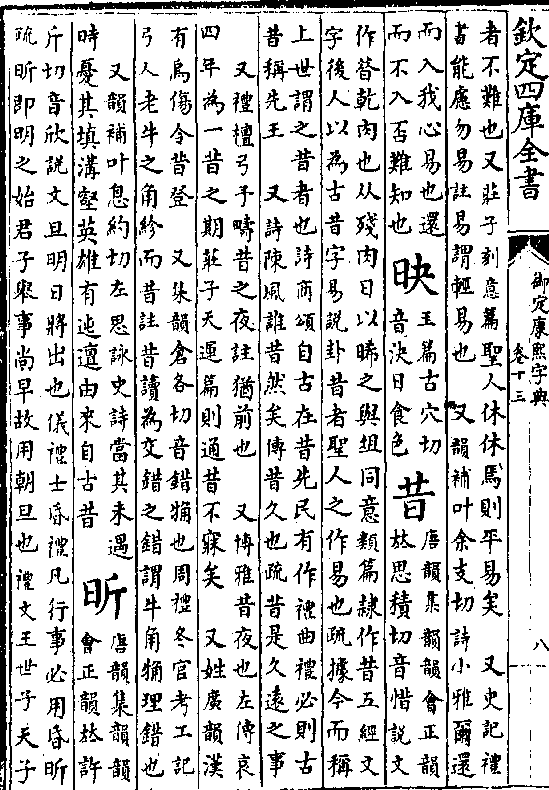 欽定四庫全書
御定康熙字典
卷十三
八
者不難也又莊子刻意篇聖人休休焉則平易矣 又史記禮
書能應勿易註易謂輕易也 又韻補叶余支切詩小雅爾還
而入我心易也還
而不入否難知也
㫛
玉篇古穴切
音決日食色
昔
唐韻集韻韻會正韻
𠀤思積切音惜說文
作㫺乾肉也从殘肉日以晞之與俎同意類篇隸作昔五經文
字後人以為古昔字易說卦昔者聖人之作易也疏據今而稱
上世謂之昔者也詩商頌自古在昔先民有作禮曲禮必則古
昔稱先王 又詩陳風誰昔然矣傳昔久也疏昔是久遠之事
又禮檀弓予疇昔之夜註猶前也 又博雅昔夜也左傳哀
四年為一昔之期莊子天運篇則通昔不寐矣 又姓廣韻漢
有烏傷令昔登 又集韻倉各切音錯觕也周禮冬官考工記
弓人老牛之角紾而昔註昔讀為交錯之錯謂牛角觕理錯也
又韻補叶息約切左思詠史詩當其未遇
時憂其填溝壑英雄有迍邅由來自古昔
昕
唐韻集韻韻
會正韻𠀤許
斤切音欣說文旦明日將出也儀禮士昏禮凡行事必用昏昕
疏昕即明之始君子舉事尚早故用朝旦也 禮文王世子天子